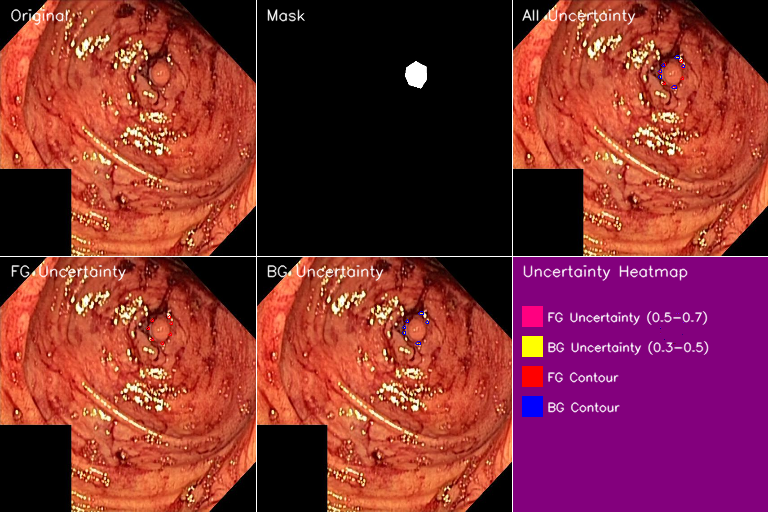 Original
Mask
All Uncertainty
FG Uncertainty
BG Uncertainty
Uncertainty Heatmap
FG Uncertainty (0.5-0.7)
BG Uncertainty (0.3-0.5)
FG Contour
BG Contour